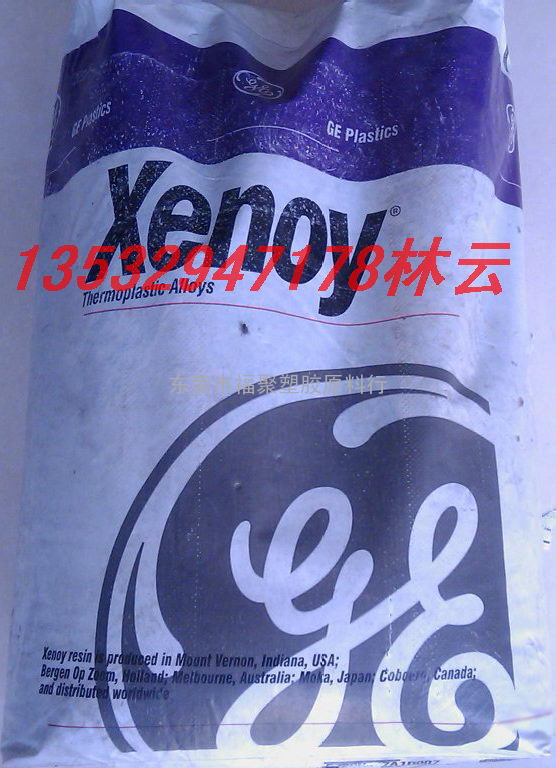 GE
GE Plastics
GE Plastics
Xenoy®
13532947178林云
Thermoplastic Alloys
东莞市福聚塑胶原料行
GE
Xenoy resin is produced in Mount Vernon, Indiana, USA;
Bergen Op Zoom, Holland; Melbourne, Australia; Moka, Japan; Cobourg, Canada;
and distributed worldwide